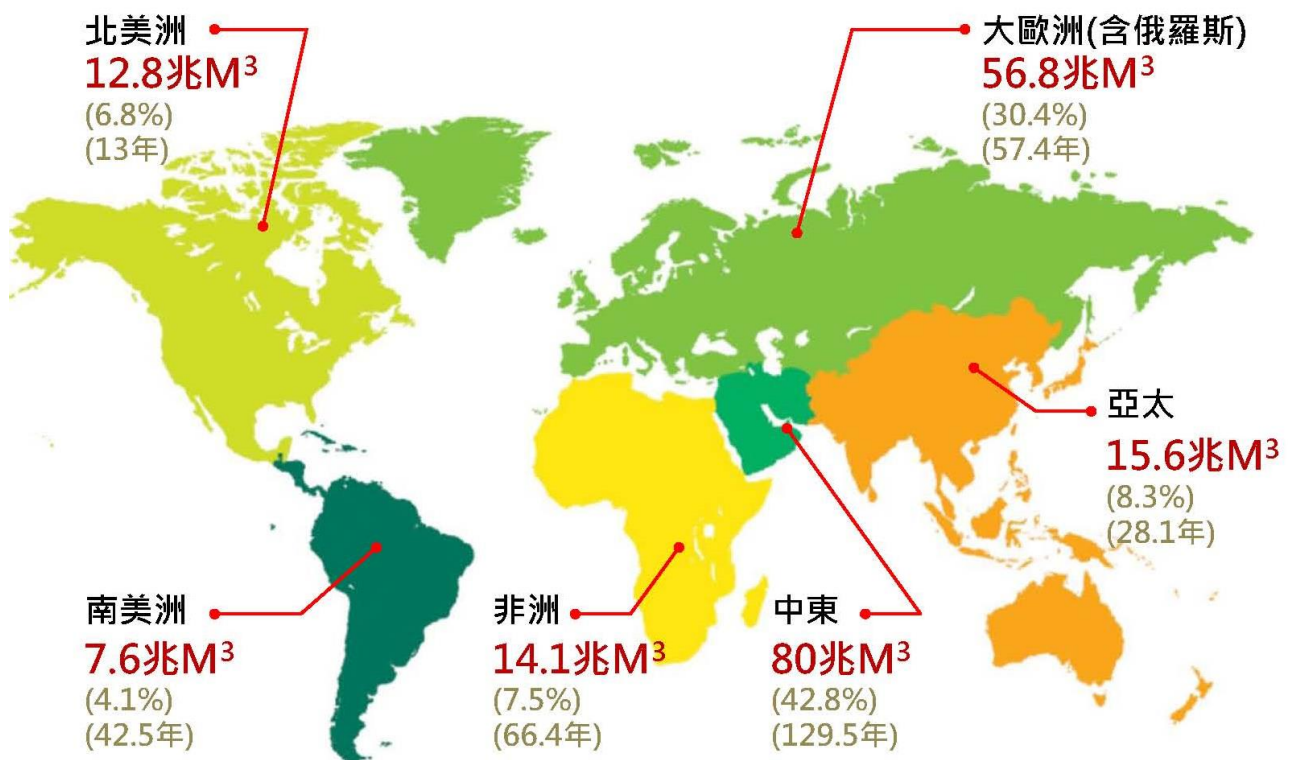 北美洲
12.8兆M³
(6.8%)
(13年)
大歐洲(含俄羅斯)
56.8兆M³
(30.4%)
(57.4年)
亞太
15.6兆M³
(8.3%)
(28.1年)
南美洲
7.6兆M³
(4.1%)
(42.5年)
非洲
14.1兆M³
(7.5%)
(66.4年)
中東
80兆M³
(42.8%)
(129.5年)